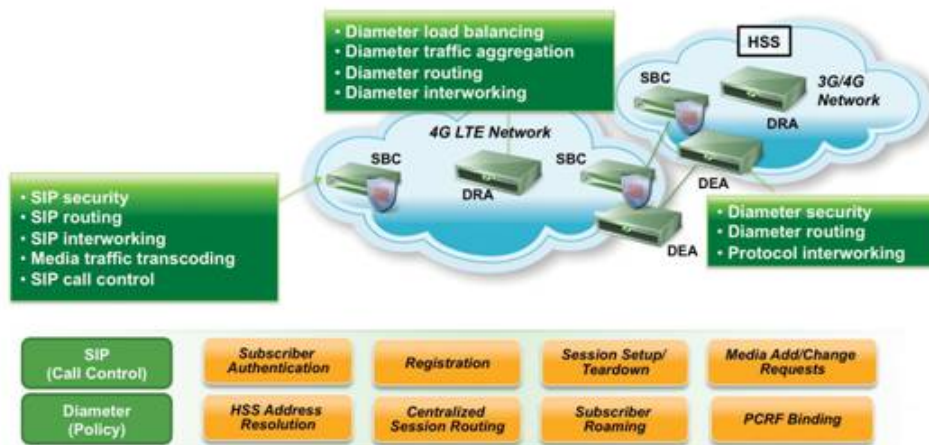 • Diameter load balancing
• Diameter traffic aggregation
• Diameter routing
• Diameter interworking
HSS
SBC
3G/4G
Network
DRA
4G LTE Network
SBC
DRA
SBC
DEA
DEA
• SIP security
• SIP routing
• SIP interworking
• Media traffic transcoding
• SIP call control
• Diameter security
• Diameter routing
• Protocol interworking
SIP
(Call Control)
Subscriber
Authentication
Registration
Session Setup/
Teardown
Media Add/Change
Requests
Diameter
(Policy)
HSS Address
Resolution
Centralized
Session Routing
Subscriber
Roaming
PCRF Binding